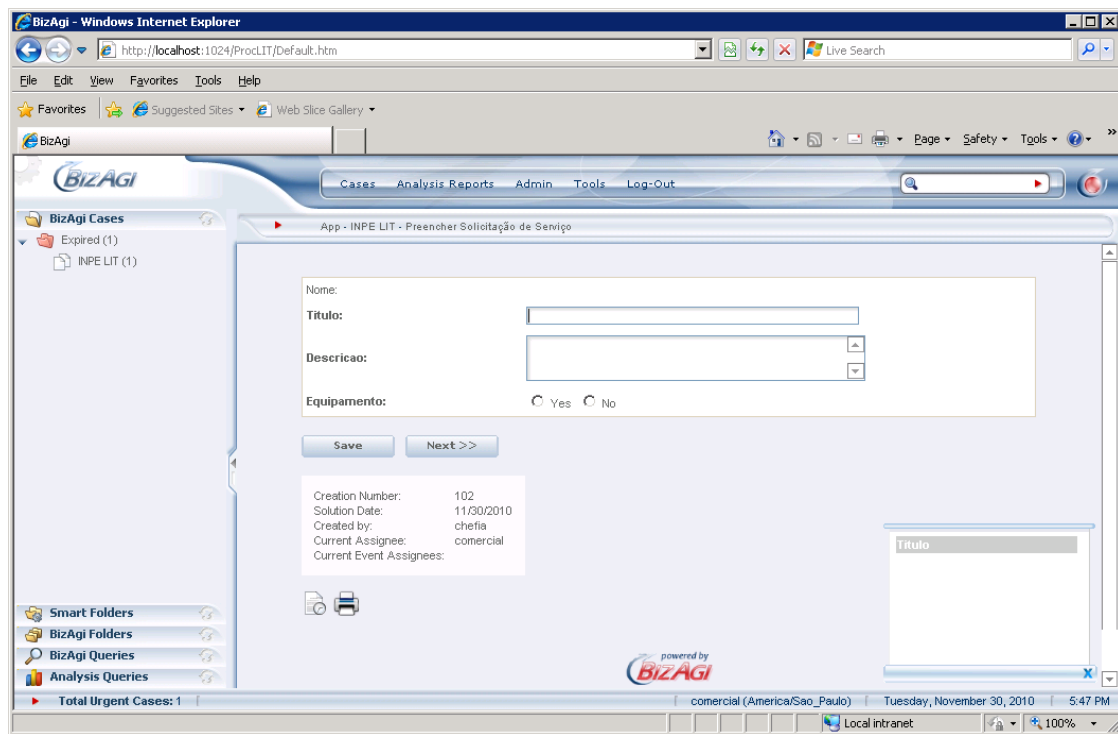 BizAgi - Windows Internet Explorer
http://localhost:1024/ProcLIT/Default.htm
Live Search
File Edit View Favorites Tools Help
Favorites Suggested Sites Web Slice Gallery
BizAgi
Page Safety Tools
BizAgi
Cases Analysis Reports Admin Tools Log-Out
BizAgi Cases
App - INPE LIT - Preencher Solicitação de Serviço
Expired (1)
INPE LIT (1)
Nome:
Titulo:
Descricao:
Equipamento: Yes No
Save Next >>
Creation Number: 102
Solution Date: 11/30/2010
Created by: chefia
Current Assignee: comercial
Current Event Assignees:
Titulo
Smart Folders
BizAgi Folders
BizAgi Queries
Analysis Queries
powered by
BizAgi
X
Total Urgent Cases: 1
comercial (America/Sao_Paulo) Tuesday, November 30, 2010 5:47 PM
Local intranet 100%